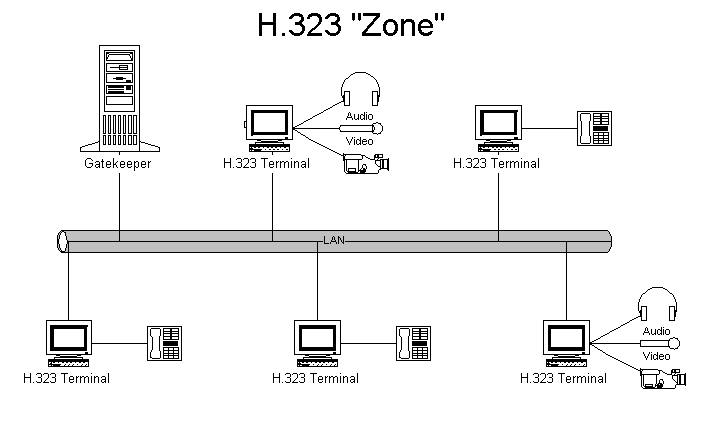 H.323 "Zone"
Audio
Video
Gatekeeper
H.323 Terminal
H.323 Terminal
LAN
Audio
Video
H.323 Terminal
H.323 Terminal
H.323 Terminal